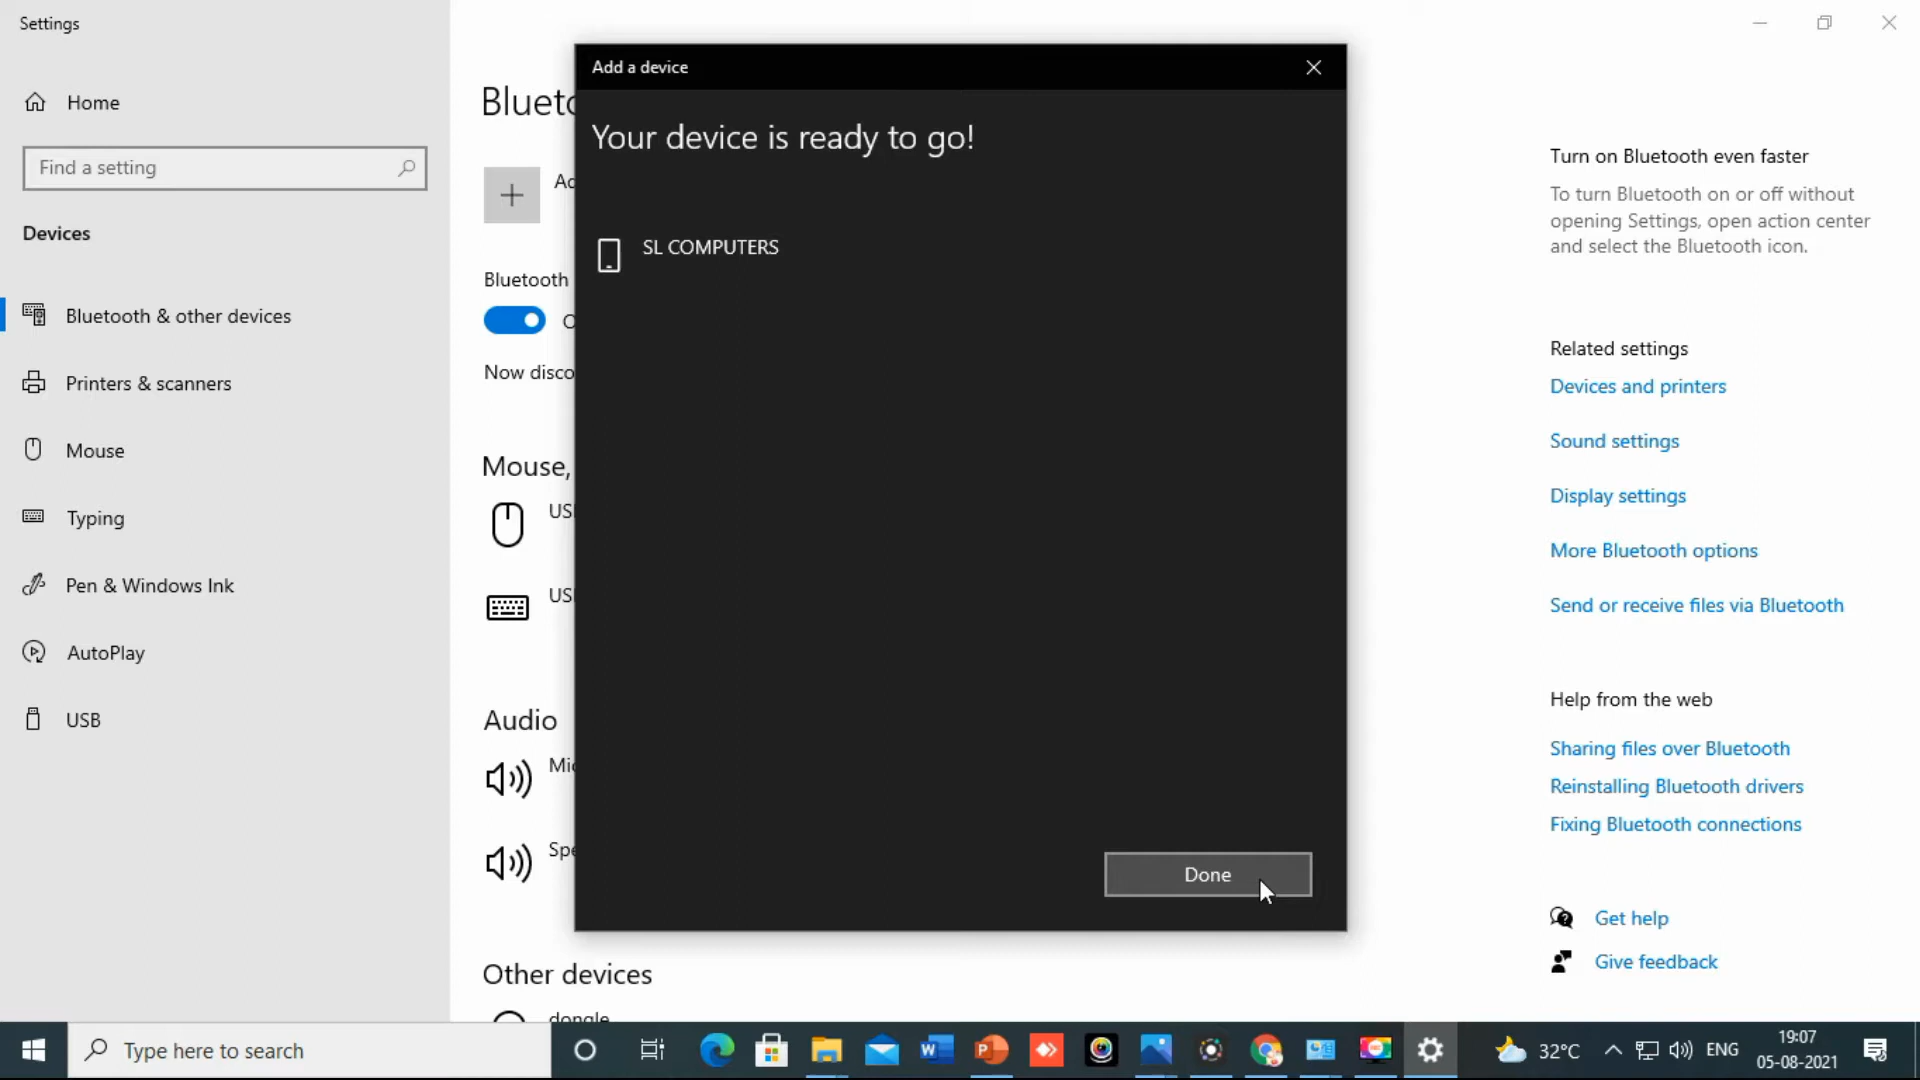 Settings
Home
Find a setting
Devices
Bluetooth & other devices
Printers & scanners
Mouse
Typing
Pen & Windows Ink
AutoPlay
USB
Bluetooth
Now disco
Mouse,
Audio
Other devices
dongle
Add a device
Your device is ready to go!
SL COMPUTERS
Done
Turn on Bluetooth even faster
To turn Bluetooth on or off without
opening Settings, open action center
and select the Bluetooth icon.
Related settings
Devices and printers
Sound settings
Display settings
More Bluetooth options
Send or receive files via Bluetooth
Help from the web
Sharing files over Bluetooth
Reinstalling Bluetooth drivers
Fixing Bluetooth connections
Get help
Give feedback
Type here to search
32°C
ENG
19:07
05-08-2021